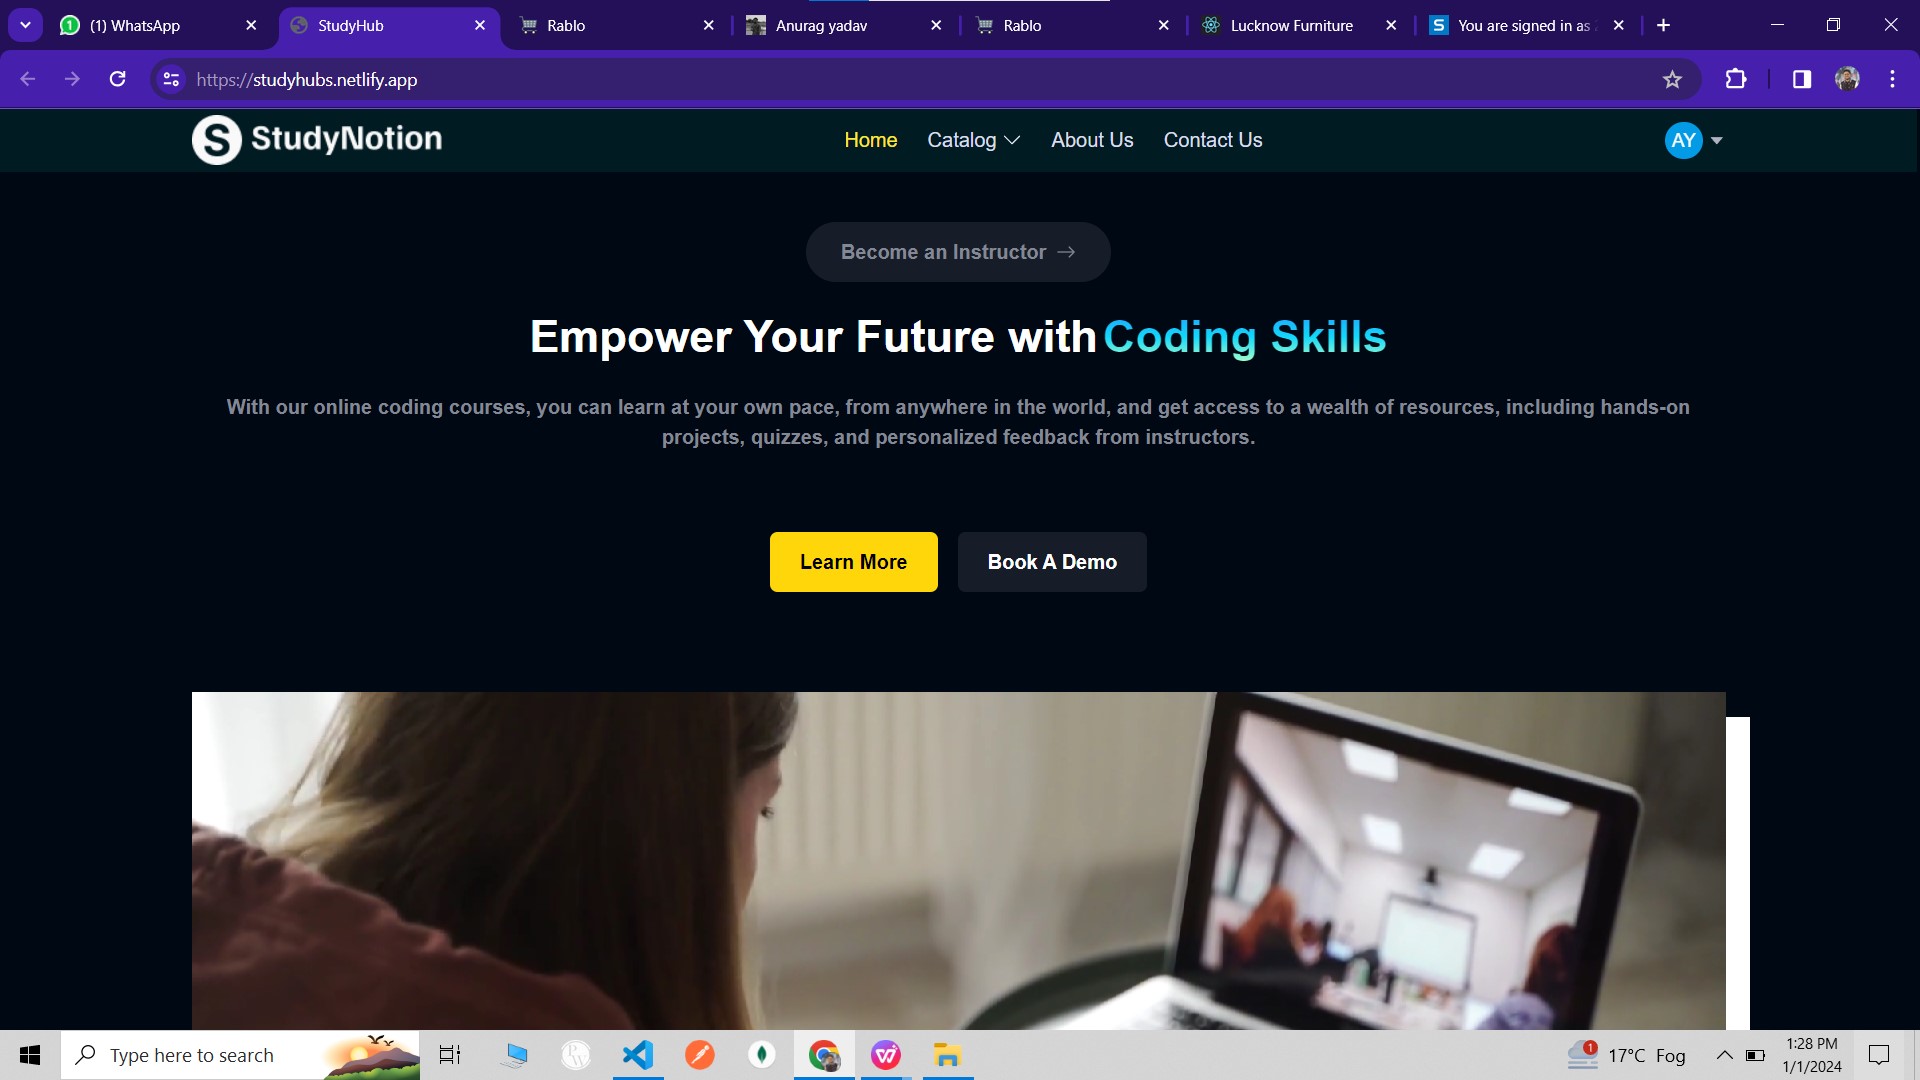 (1) WhatsApp
StudyHub
Rablo
Anurag yadav
Rablo
Lucknow Furniture
You are signed in as
https://studyhubs.netlify.app
S StudyNotion
Home
Catalog
About Us
Contact Us
AY
Become an Instructor →
Empower Your Future with Coding Skills
With our online coding courses, you can learn at your own pace, from anywhere in the world, and get access to a wealth of resources, including hands-on
projects, quizzes, and personalized feedback from instructors.
Learn More
Book A Demo
Type here to search
1
17°C Fog
1:28 PM
1/1/2024